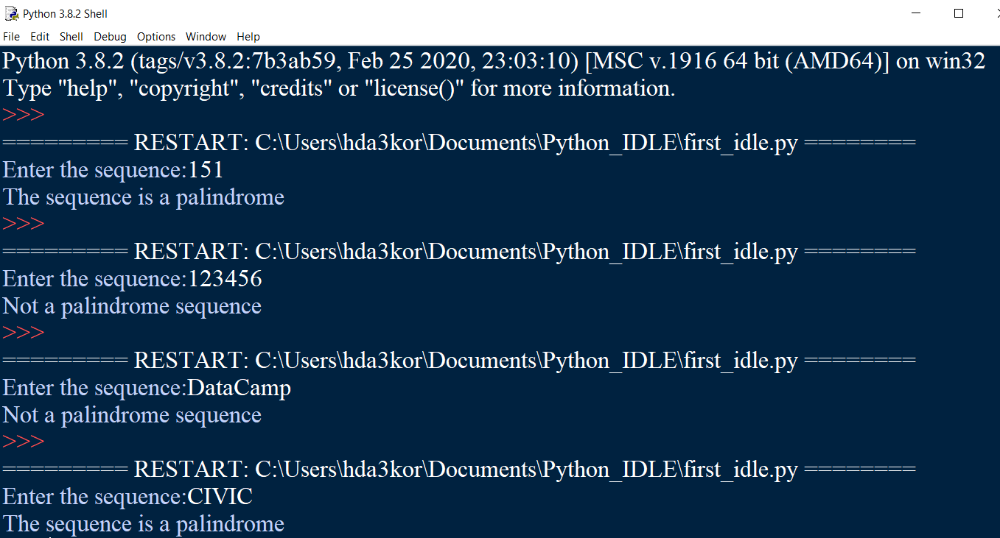 Python 3.8.2 Shell
File Edit Shell Debug Options Window Help
Python 3.8.2 (tags/v3.8.2:7b3ab59, Feb 25 2020, 23:03:10) [MSC v.1916 64 bit (AMD64)] on win32
Type "help", "copyright", "credits" or "license()" for more information.
>>>
========= RESTART: C:\Users\hda3kor\Documents\Python_IDLE\first_idle.py ========
Enter the sequence:151
The sequence is a palindrome
>>>
========= RESTART: C:\Users\hda3kor\Documents\Python_IDLE\first_idle.py ========
Enter the sequence:123456
Not a palindrome sequence
>>>
========= RESTART: C:\Users\hda3kor\Documents\Python_IDLE\first_idle.py ========
Enter the sequence:DataCamp
Not a palindrome sequence
>>>
========= RESTART: C:\Users\hda3kor\Documents\Python_IDLE\first_idle.py ========
Enter the sequence:CIVIC
The sequence is a palindrome